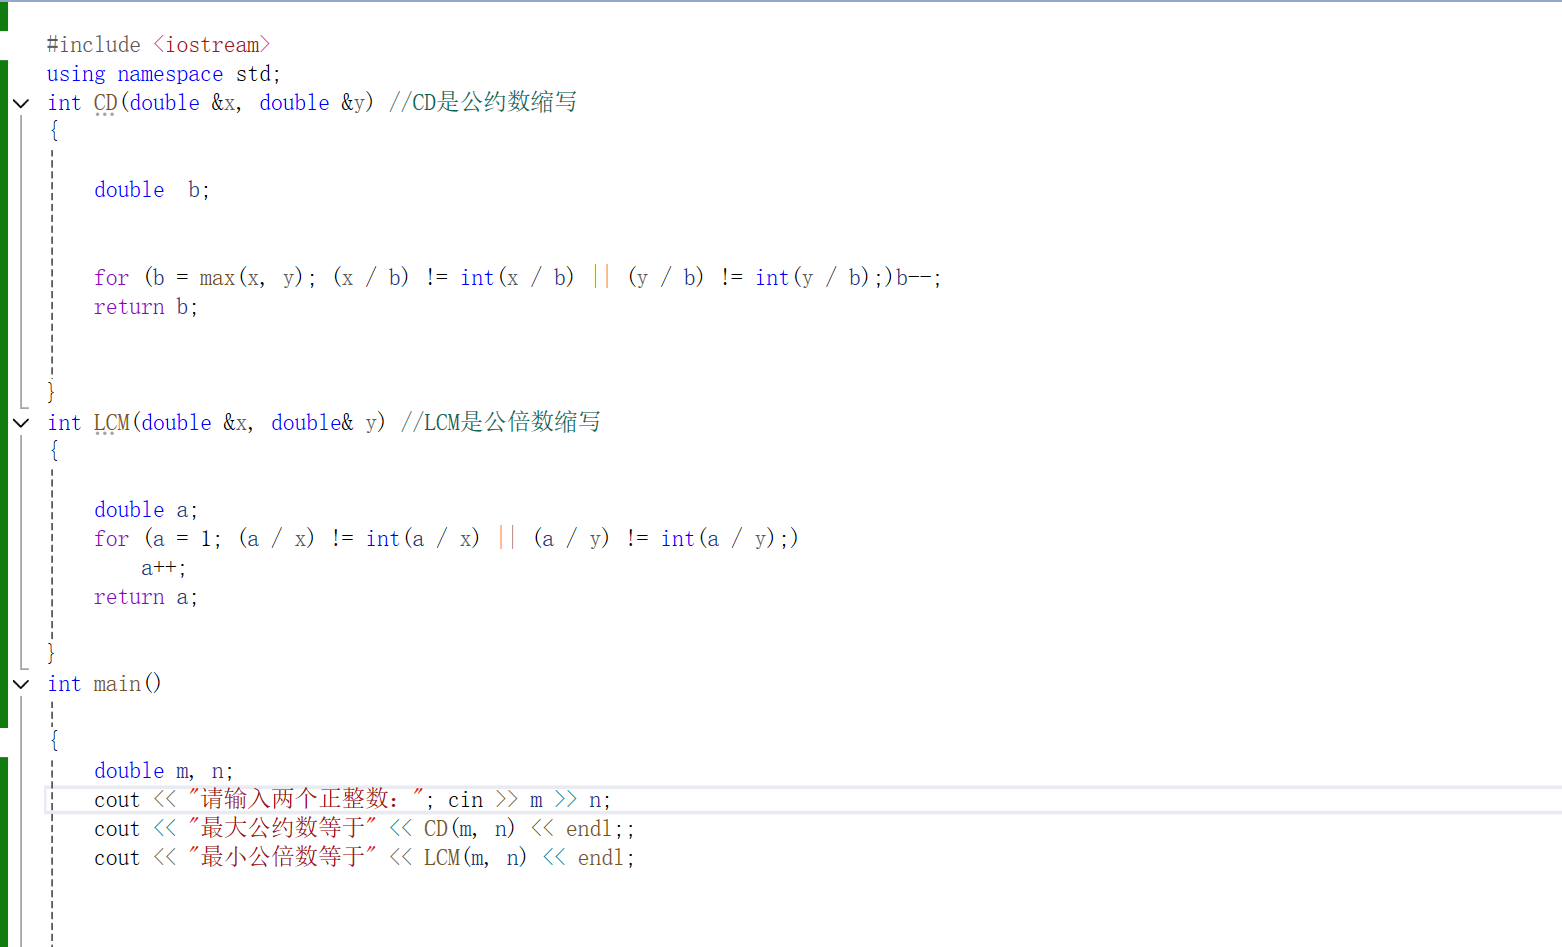 #include <iostream>
using namespace std;
int CD(double &x, double &y) //CD是公约数缩写
{
double  b;
for (b = max(x, y); (x / b) != int(x / b) || (y / b) != int(y / b);)b--;
return b;
}
int LCM(double &x, double& y) //LCM是公倍数缩写
{
double a;
for (a = 1; (a / x) != int(a / x) || (a / y) != int(a / y);)
a++;
return a;
}
int main()
{
double m, n;
cout << "请输入两个正整数: "; cin >> m >> n;
cout << "最大公约数等于" << CD(m, n) << endl;;
cout << "最小公倍数等于" << LCM(m, n) << endl;